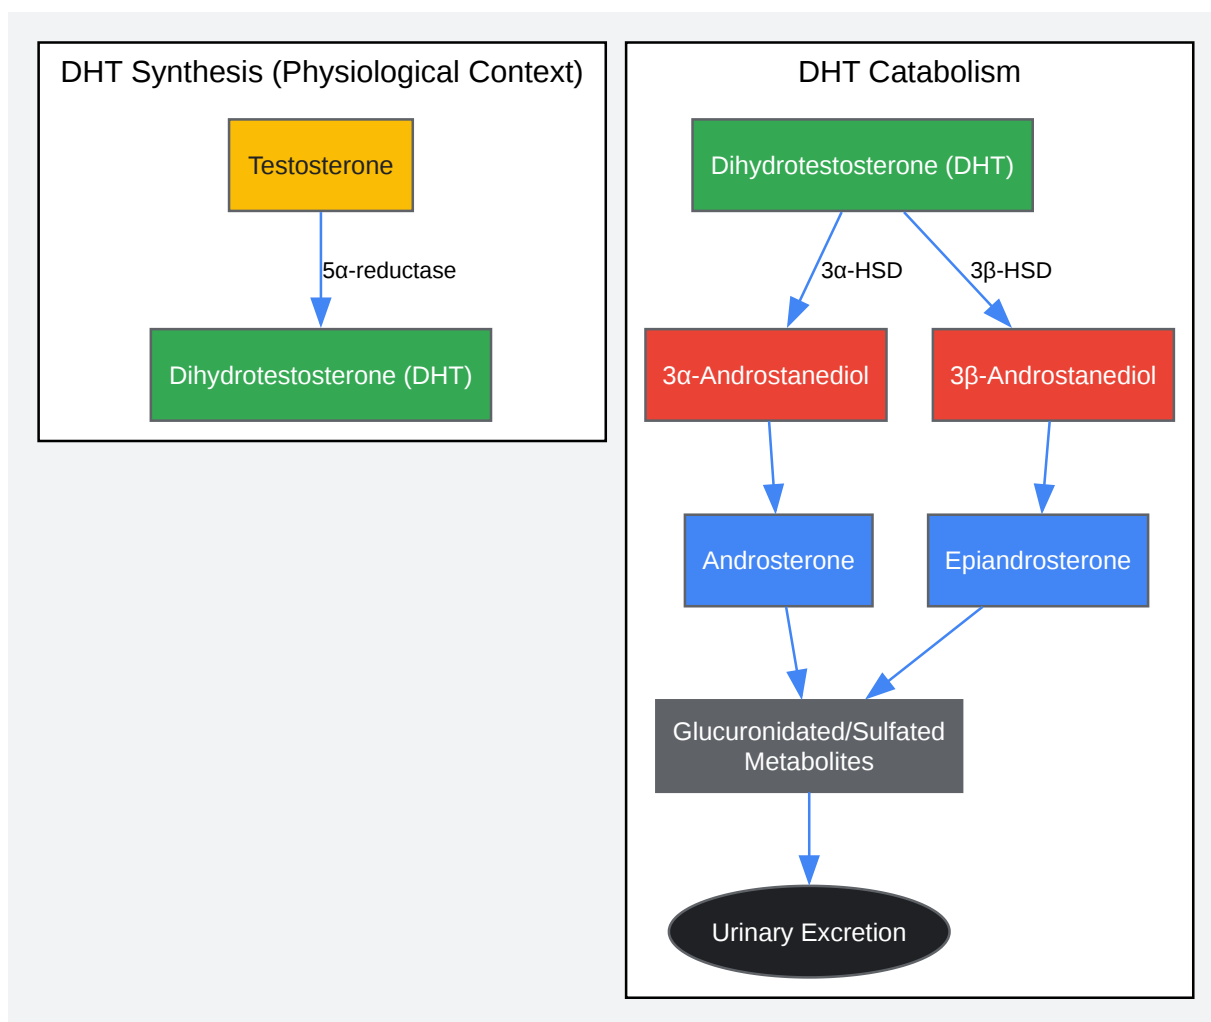 DHT Synthesis (Physiological Context)
Testosterone
5α-reductase
Dihydrotestosterone (DHT)
DHT Catabolism
Dihydrotestosterone (DHT)
3α-HSD
3β-HSD
3α-Androstanediol
3β-Androstanediol
Androsterone
Epiandrosterone
Glucuronidated/Sulfated
Metabolites
Urinary Excretion